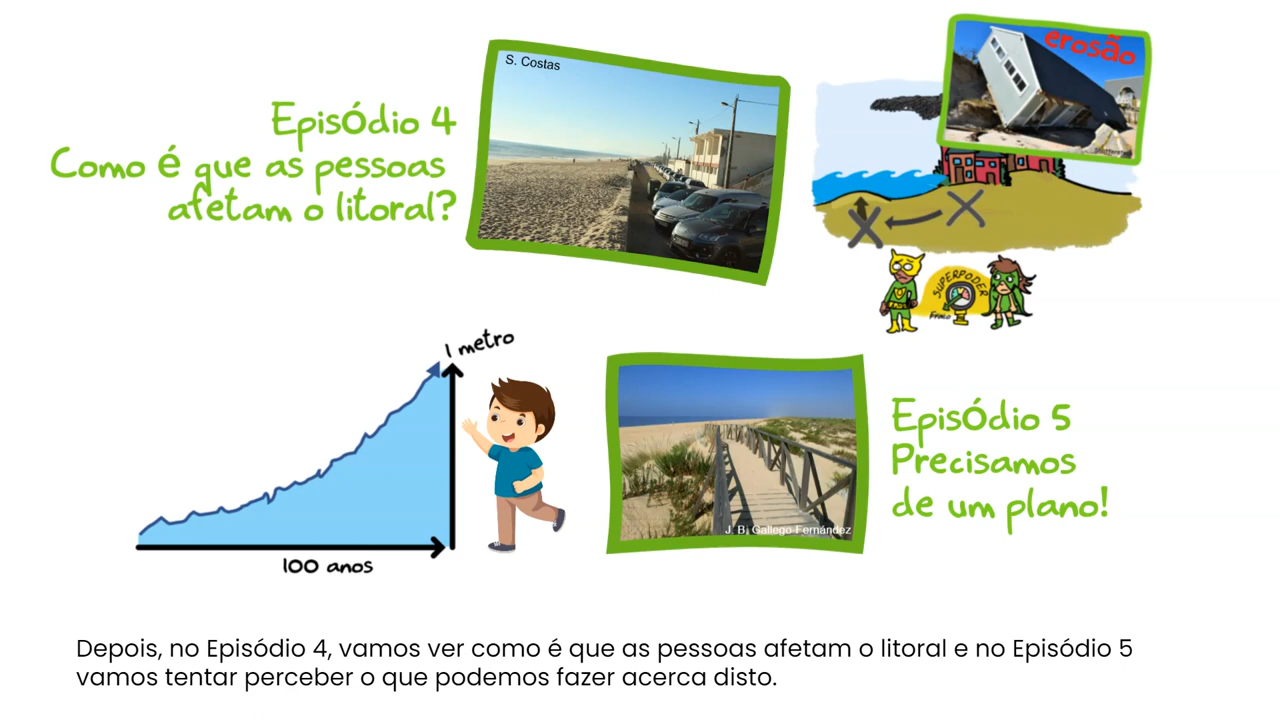 Episódio 4
Como é que as pessoas
afetam o litoral?
S. Costas
erosão
Shutterstock
SUPERPODER
FRACO
1 metro
100 anos
J. B. Gallego-Fernández
Episódio 5
Precisamos
de um plano!
Depois, no Episódio 4, vamos ver como é que as pessoas afetam o litoral e no Episódio 5
vamos tentar perceber o que podemos fazer acerca disto.